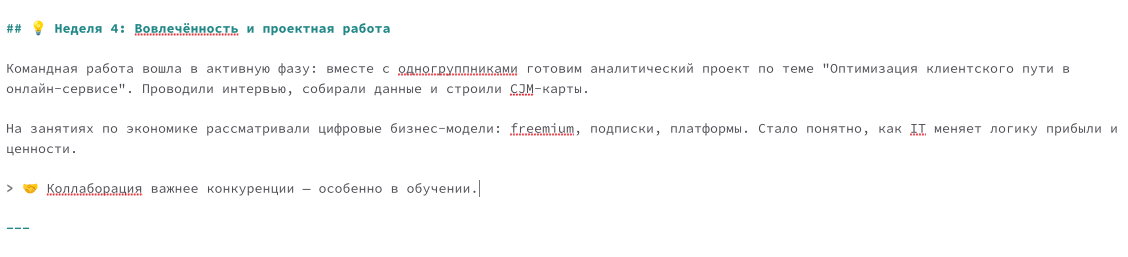 ## 💡 Неделя 4: Вовлечённость и проектная работа
Командная работа вошла в активную фазу: вместе с одногруппниками готовим аналитический проект по теме "Оптимизация клиентского пути в
онлайн-сервисе". Проводили интервью, собирали данные и строили CJM-карты.
На занятиях по экономике рассматривали цифровые бизнес-модели: freemium, подписки, платформы. Стало понятно, как IT меняет логику прибыли и
ценности.
> 🤝 Коллаборация важнее конкуренции — особенно в обучении.
---